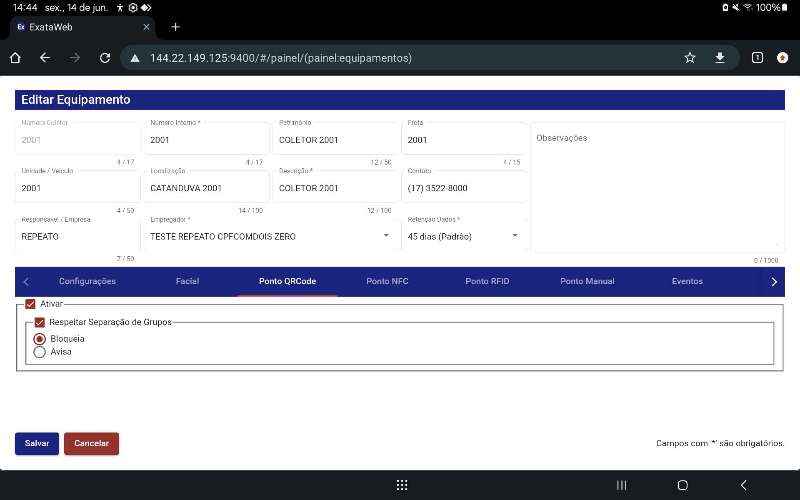 14:44 sex., 14 de jun. 100%
Ex ExataWeb
144.22.149.125:9400/#/painel/(painel:equipamentos) 1
Editar Equipamento
Número Coletor Número Interno * Patrimônio Frota
2001 2001 COLETOR 2001 2001 Observações
4 / 17 4 / 17 12 / 50 4 / 15
Unidade / Veículo Localização Descrição * Contato
2001 CATANDUVA 2001 COLETOR 2001 (17) 3522-8000
4 / 50 14 / 100 12 / 100
Responsável / Empresa Empregador * Retenção Dados *
REPEATO TESTE REPEATO CPFCOMDOIS ZERO 45 dias (Padrão)
7 / 50 0 / 1000
Configurações Facial Ponto QRCode Ponto NFC Ponto RFID Ponto Manual Eventos
Ativar
Respeitar Separação de Grupos
Bloqueia
Avisa
Salvar Cancelar Campos com '*' são obrigatórios.